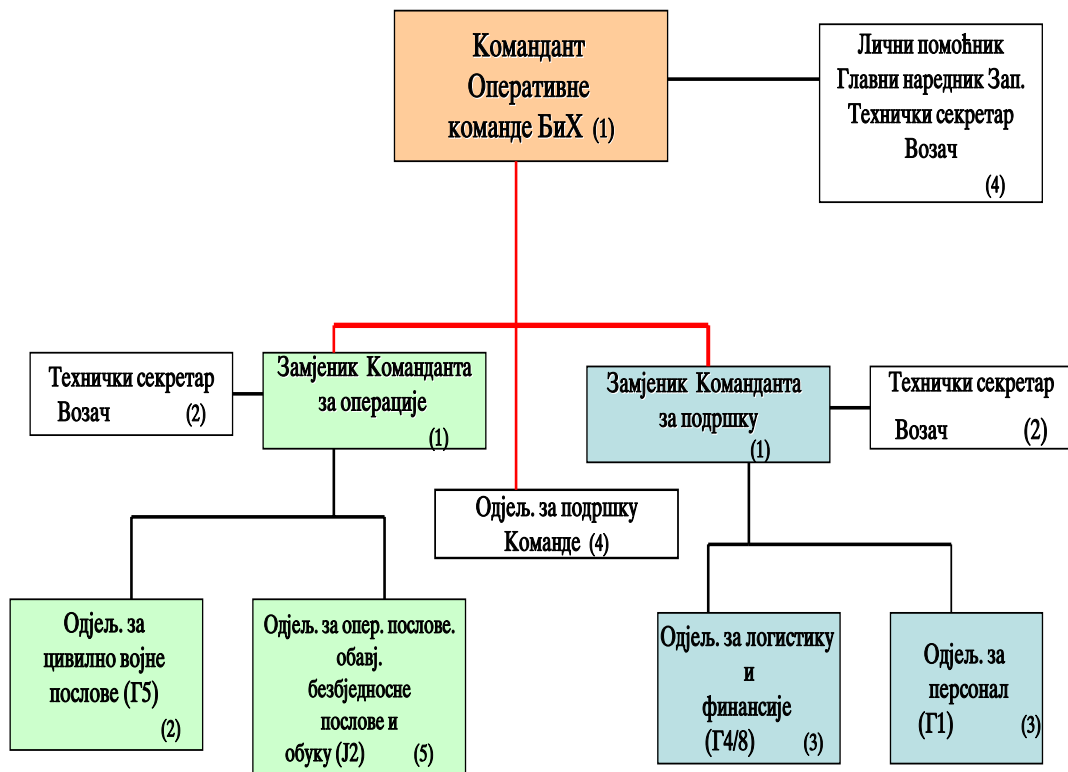 Командант
Оперативне
команде БиХ (1)
Лични помоћник
Главни наредник Зап.
Технички секретар
Возач
(4)
Технички секретар
Возач (2)
Замјеник Команданта
за операције
(1)
Замјеник Команданта
за подршку
(1)
Технички секретар
Возач (2)
Одјељ. за подршку
Команде (4)
Одјељ. за
цивилно војне
послове (Г5)
(2)
Одјељ. за опер. послове.
обавј.
безбједносне
послове и
обуку (Ј2) (5)
Одјељ. за логистику
и
финансије
(Г4/8) (3)
Одјељ. за
персонал
(Г1) (3)